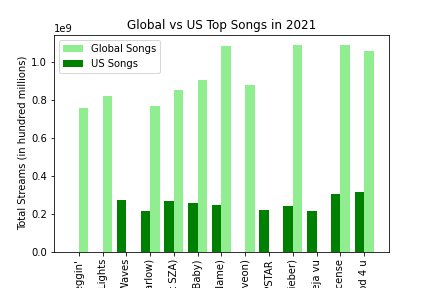 Global vs US Top Songs in 2021
1e9
Global Songs
US Songs
Total Streams (in hundred millions)
1.0
0.8
0.6
0.4
0.2
0.0
eggin'
Lights
Waves
arlow)
SZA)
Baby)
lame)
veon)
PSTAR
ieber)
eja vu
cense
od 4 u